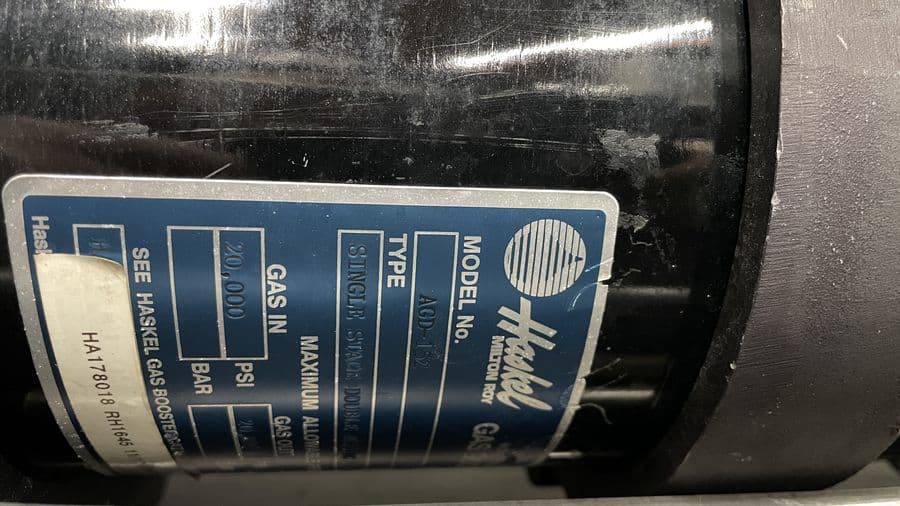 Haskel
MILTON ROY
GAS
MODEL No.
AGD-152
TYPE
SINGLE STAGE DOUBLE
MAXIMUM
GAS IN
GAS OUT
20,000
PSI
BAR
SEE HASKEL GAS BOOSTER
HA178018 RH1645